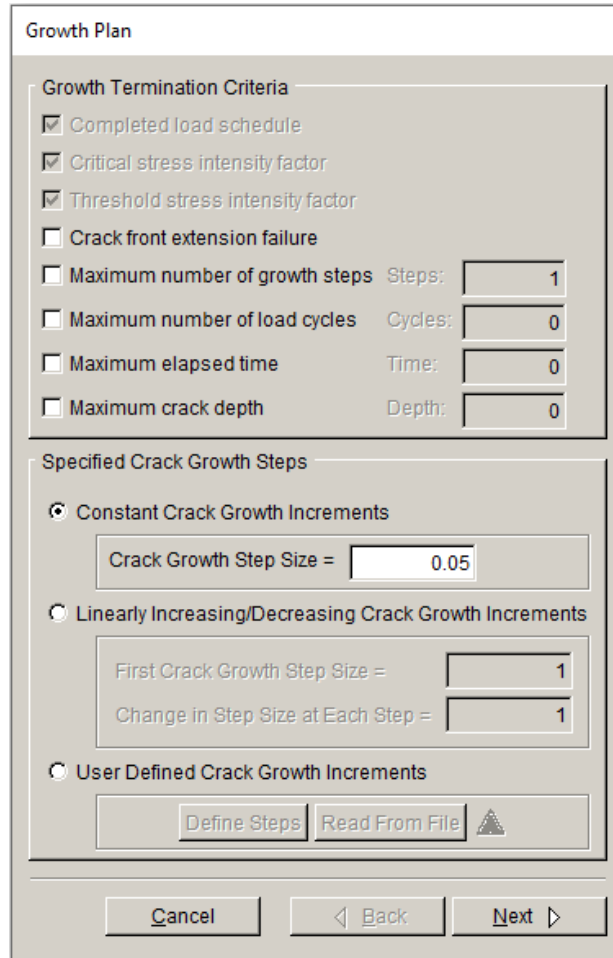 Growth Plan
Growth Termination Criteria
Completed load schedule
Critical stress intensity factor
Threshold stress intensity factor
Crack front extension failure
Maximum number of growth steps Steps: 1
Maximum number of load cycles Cycles: 0
Maximum elapsed time Time: 0
Maximum crack depth Depth: 0
Specified Crack Growth Steps
Constant Crack Growth Increments
Crack Growth Step Size = 0.05
Linearly Increasing/Decreasing Crack Growth Increments
First Crack Growth Step Size = 1
Change in Step Size at Each Step = 1
User Defined Crack Growth Increments
Define Steps Read From File
Cancel Back Next